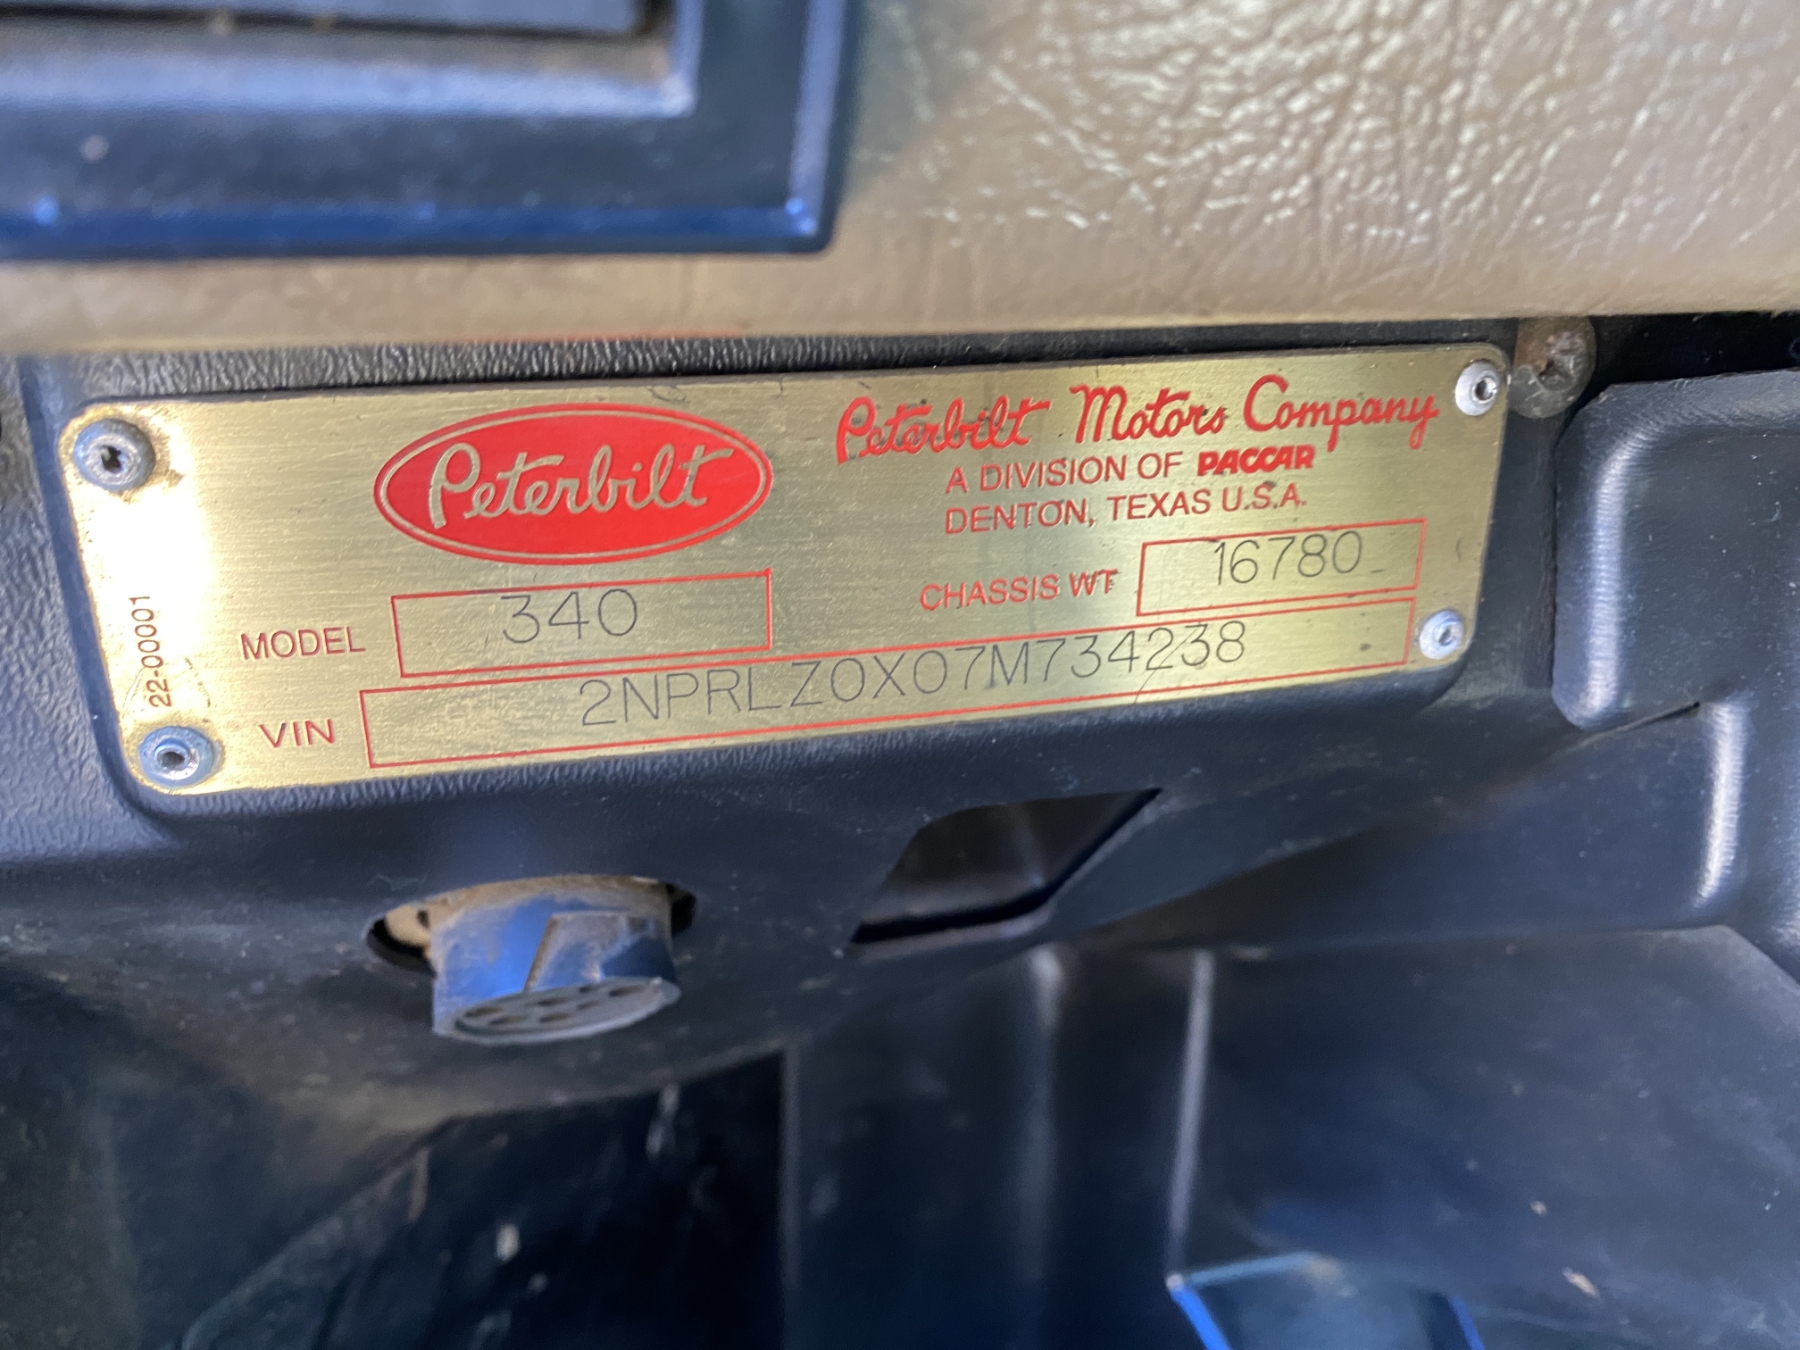 Peterbilt
Peterbilt Motors Company
A DIVISION OF PACCAR
DENTON, TEXAS U.S.A.
CHASSIS WT 16780
MODEL 340
VIN 2NPRLZ0X07M734238
22-00001